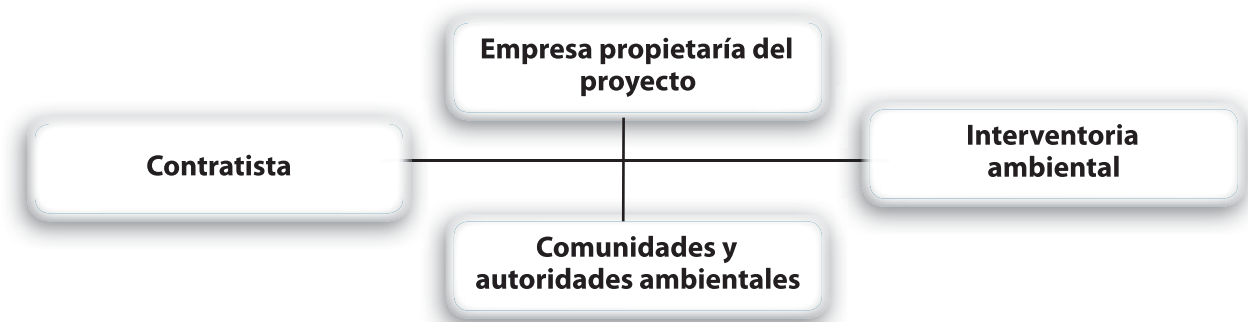 Empresa propietaría del
proyecto
Contratista
Interventoria
ambiental
Comunidades y
autoridades ambientales